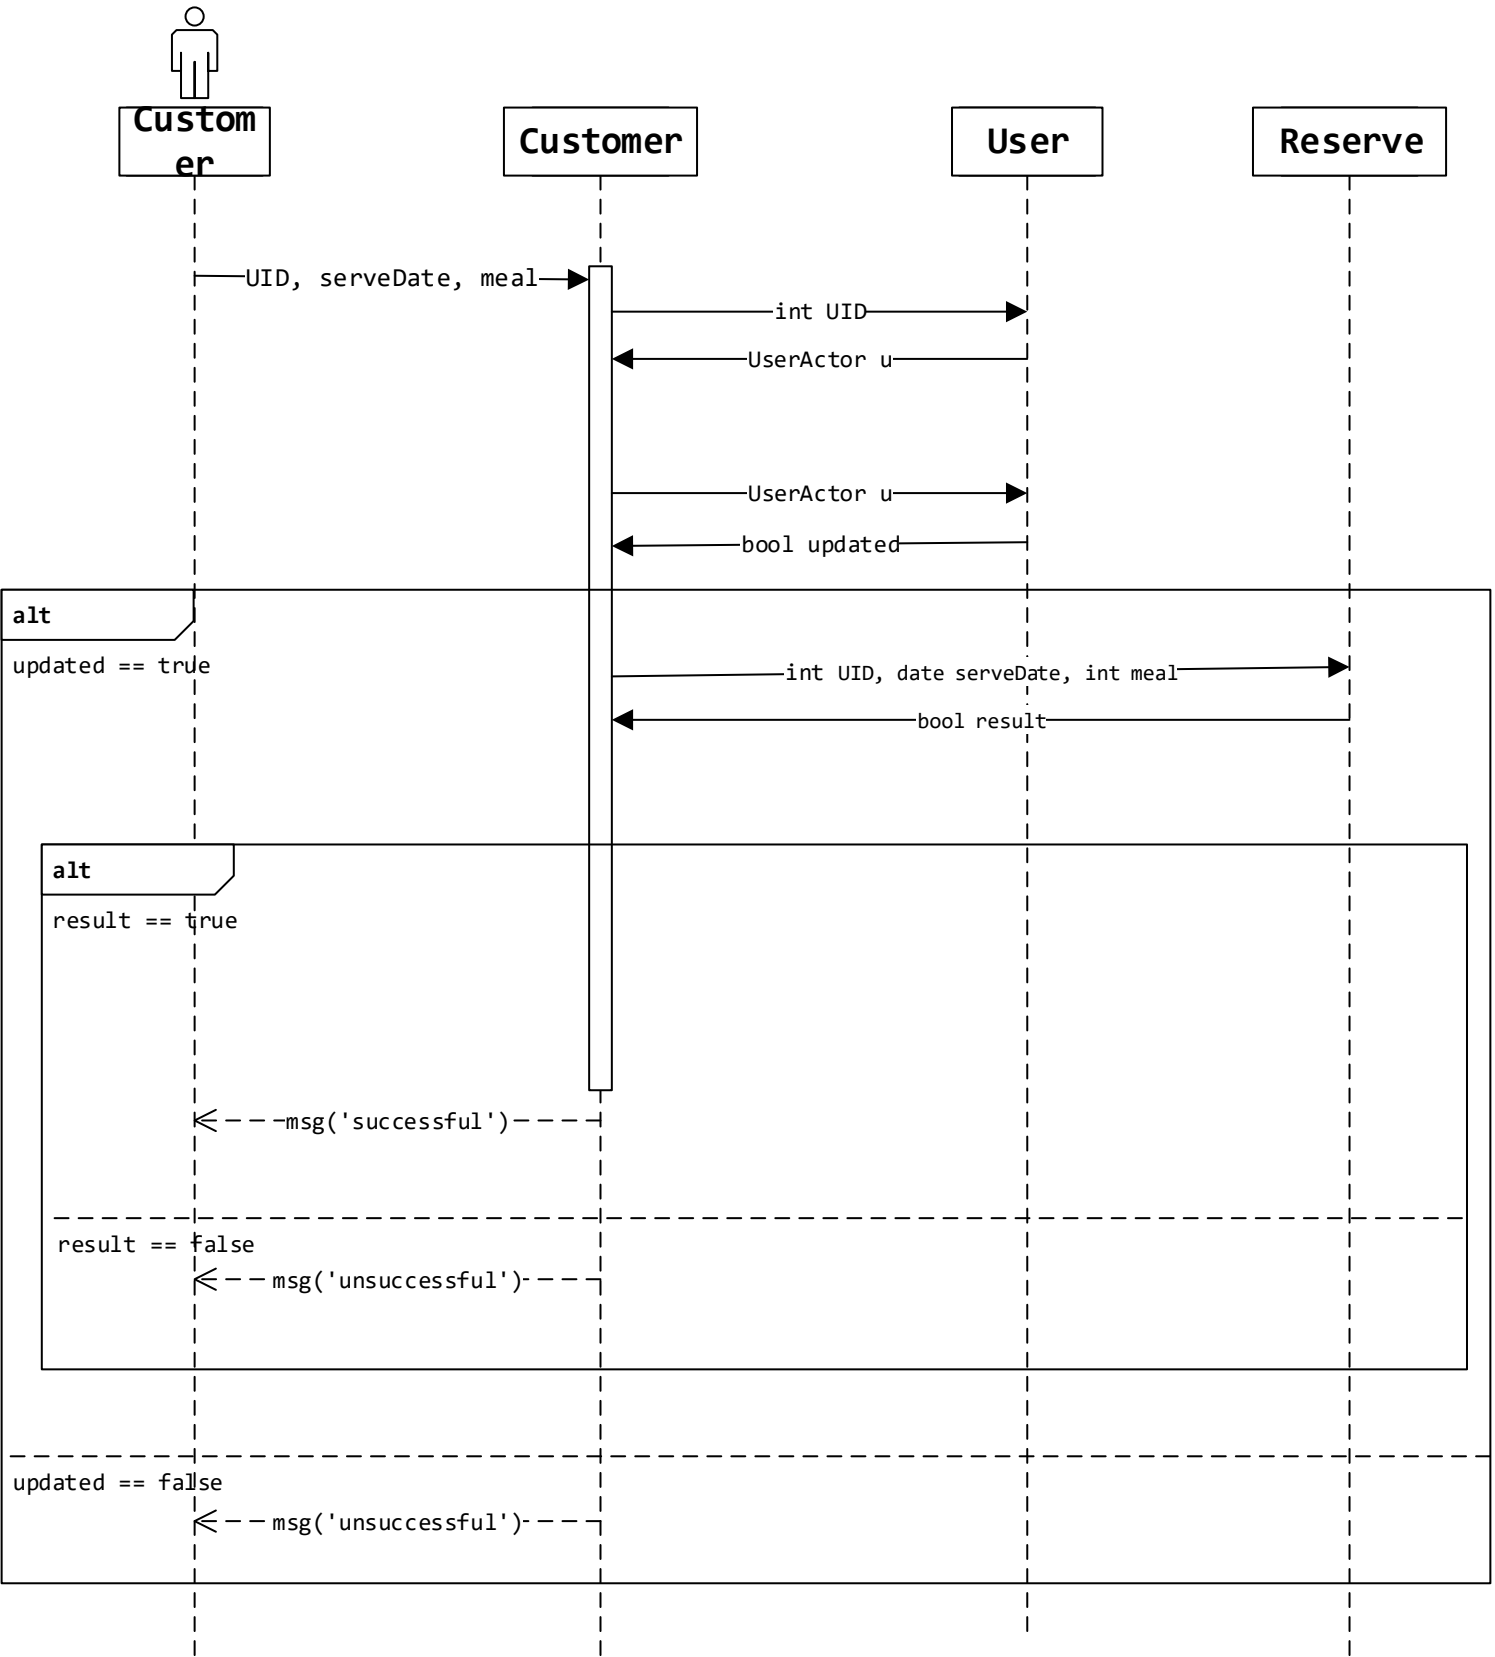 Custom
er
Customer
User
Reserve
UID, serveDate, meal
int UID
UserActor u
UserActor u
bool updated
alt
updated == true
int UID, date serveDate, int meal
bool result
alt
result == true
msg('successful')
result == false
msg('unsuccessful')
updated == false
msg('unsuccessful')